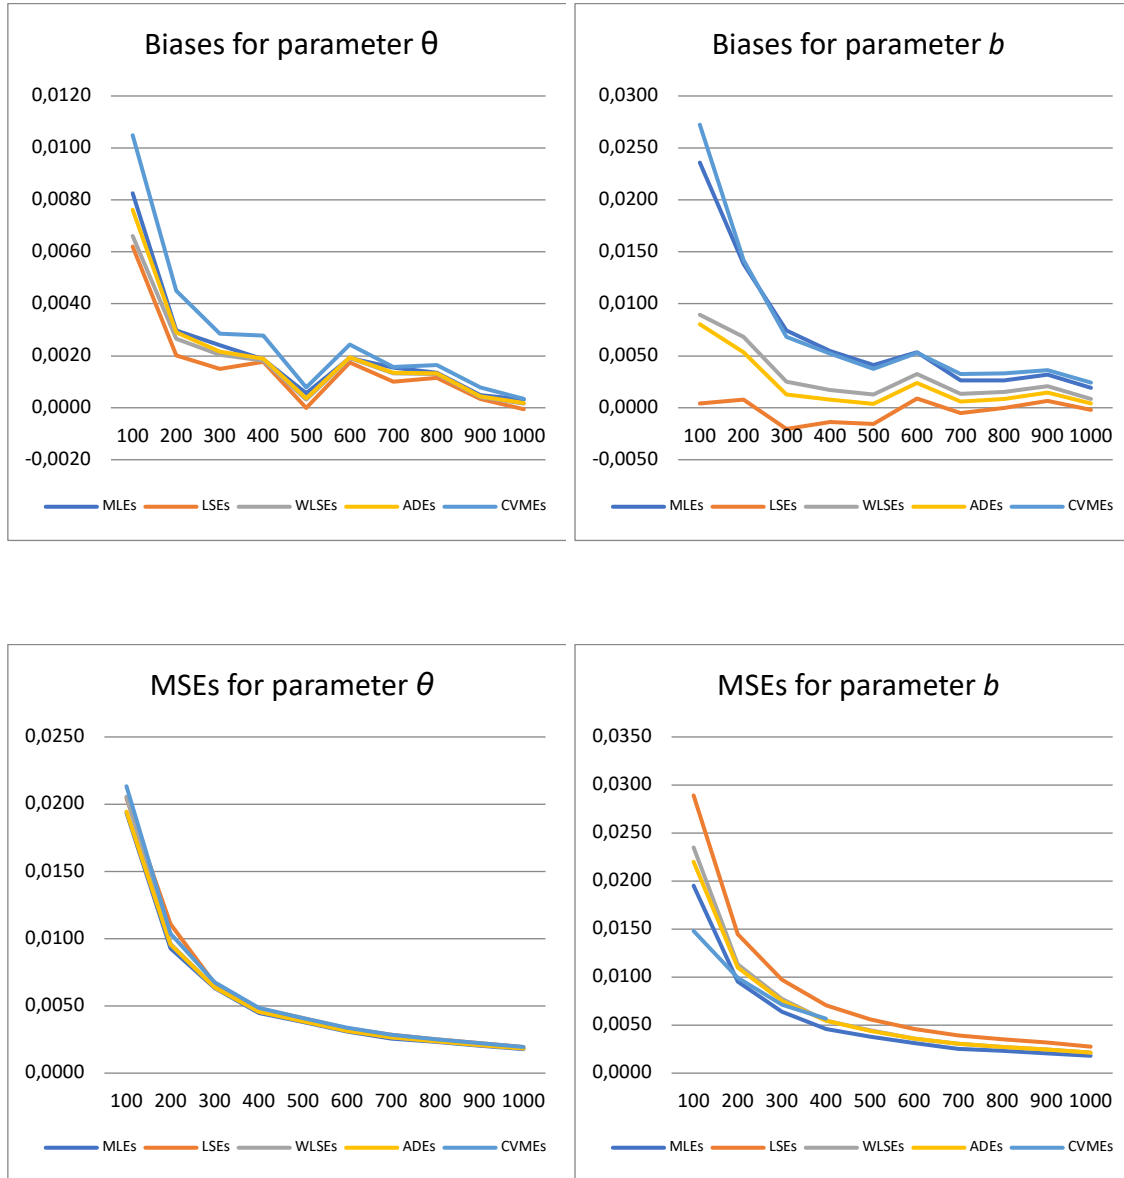 Biases for parameter θ
0,0120
0,0100
0,0080
0,0060
0,0040
0,0020
0,0000
-0,0020
100 200 300 400 500 600 700 800 900 1000
MLEs LSEs WLSEs ADEs CVMEs
Biases for parameter b
0,0300
0,0250
0,0200
0,0150
0,0100
0,0050
0,0000
-0,0050
100 200 300 400 500 600 700 800 900 1000
MLEs LSEs WLSEs ADEs CVMEs
MSEs for parameter θ
0,0250
0,0200
0,0150
0,0100
0,0050
0,0000
100 200 300 400 500 600 700 800 900 1000
MLEs LSEs WLSEs ADEs CVMEs
MSEs for parameter b
0,0350
0,0300
0,0250
0,0200
0,0150
0,0100
0,0050
0,0000
100 200 300 400 500 600 700 800 900 1000
MLEs LSEs WLSEs ADEs CVMEs